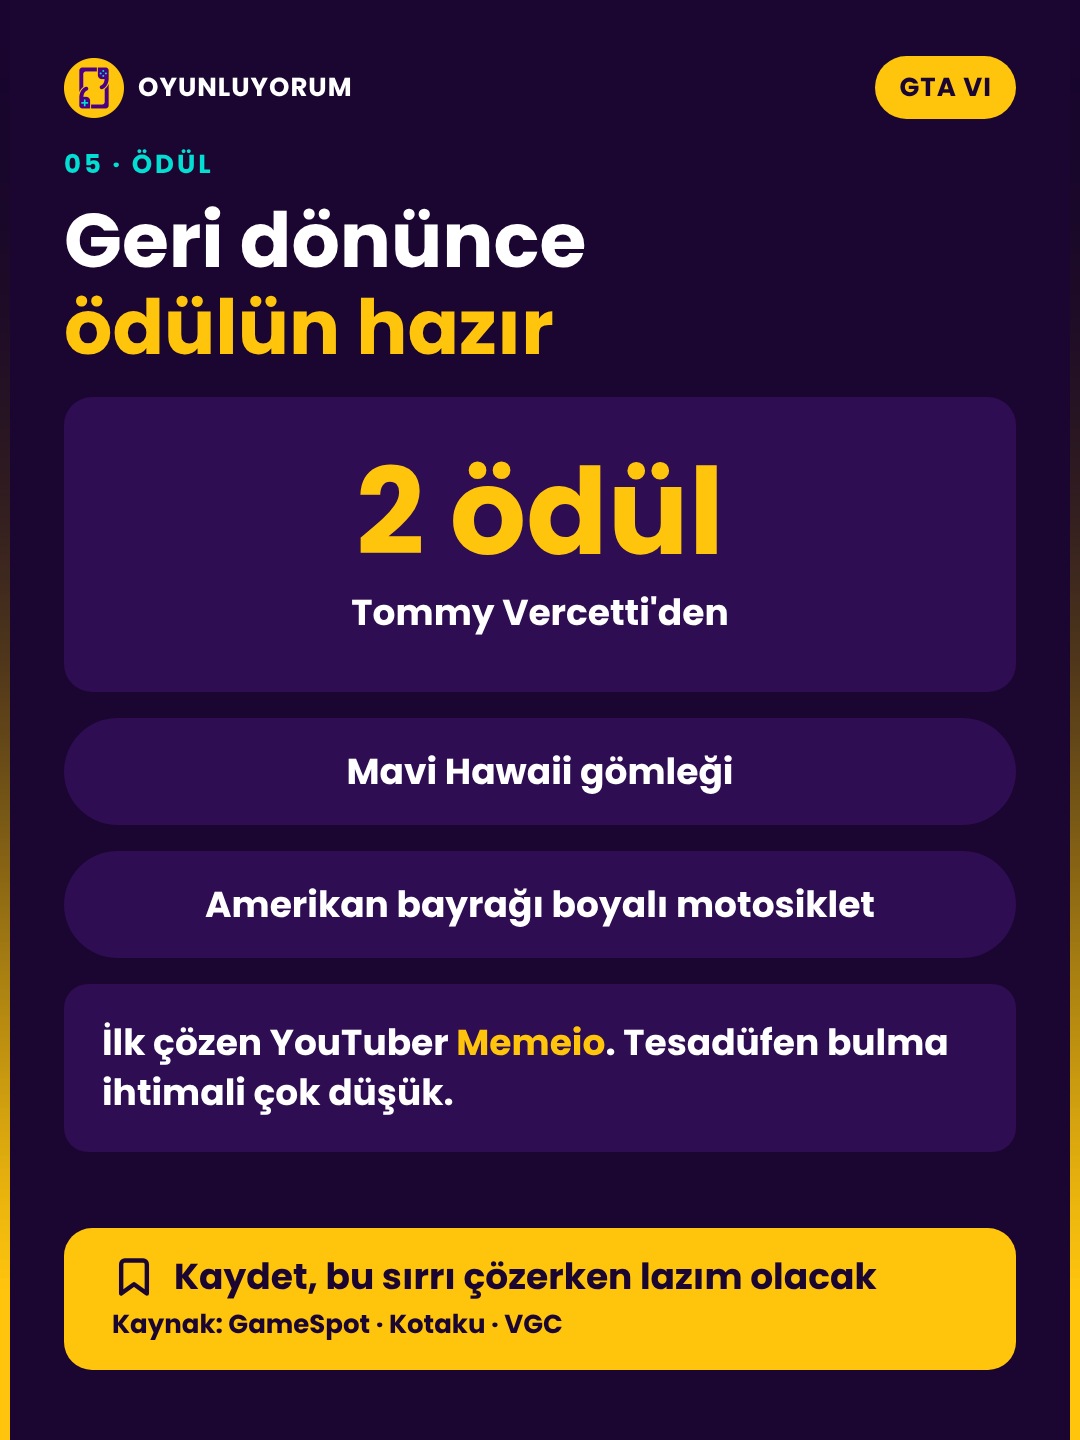 OYUNLUYORUM
GTA VI
05 · ÖDÜL
Geri dönünce
ödülün hazır
2 ödül
Tommy Vercetti'den
Mavi Hawaii gömleği
Amerikan bayrağı boyalı motosiklet
İlk çözen YouTuber Memeio. Tesadüfen bulma
ihtimali çok düşük.
Kaydet, bu sırrı çözerken lazım olacak
Kaynak: GameSpot · Kotaku · VGC